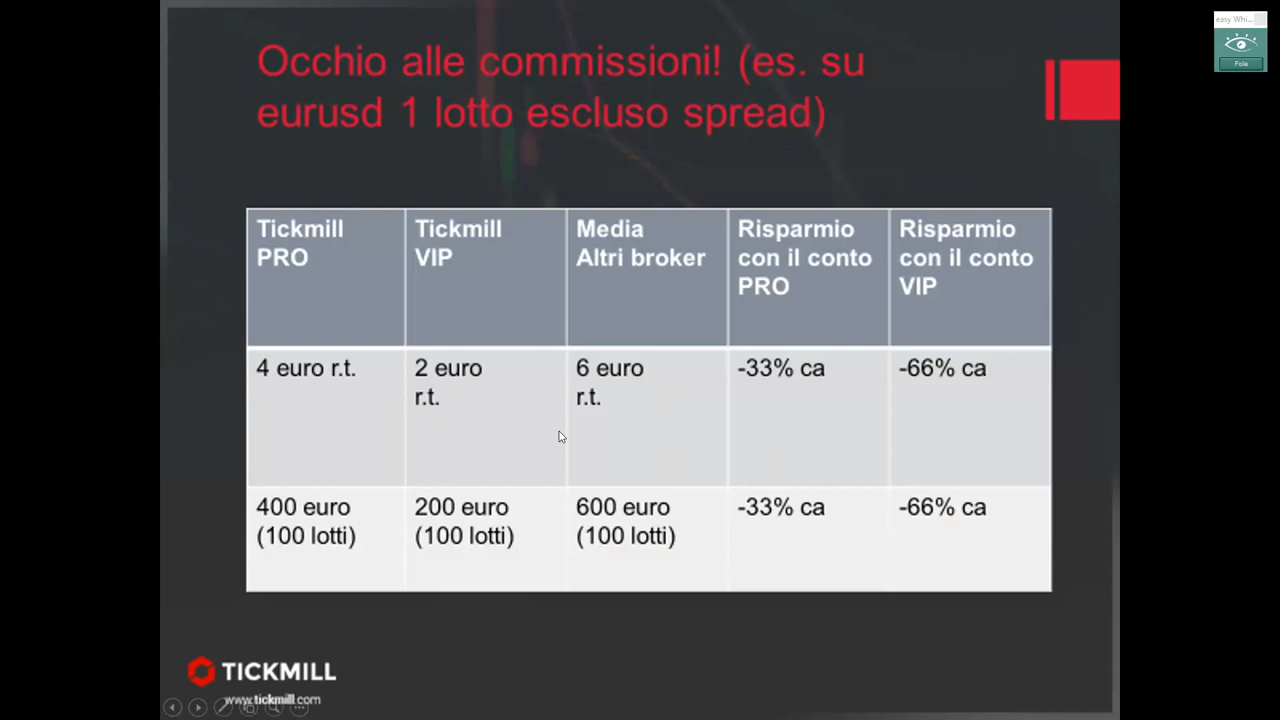 Occhio alle commissioni! (es. su
eurusd 1 lotto escluso spread)
easy Whi...
Fole
Tickmill
PRO
Tickmill
VIP
Media
Altri broker
Risparmio
con il conto
PRO
Risparmio
con il conto
VIP
4 euro r.t.
2 euro
r.t.
6 euro
r.t.
-33% ca
-66% ca
400 euro
(100 lotti)
200 euro
(100 lotti)
600 euro
(100 lotti)
-33% ca
-66% ca
TICKMILL
www.tickmill.com